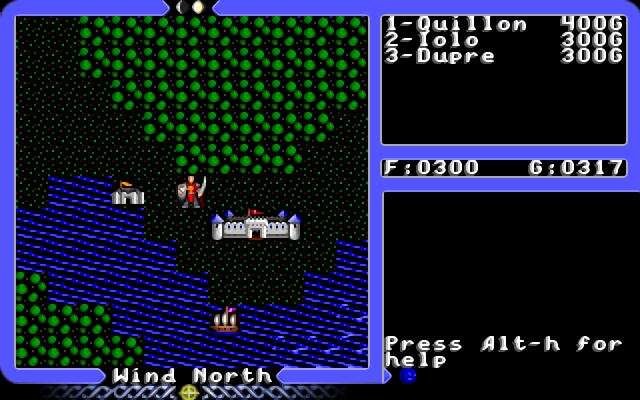 1-Quillon 400G
2-Iolo 300G
3-Dupre 300G
F:0300 G:0317
Press Alt-h for
help
Wind North